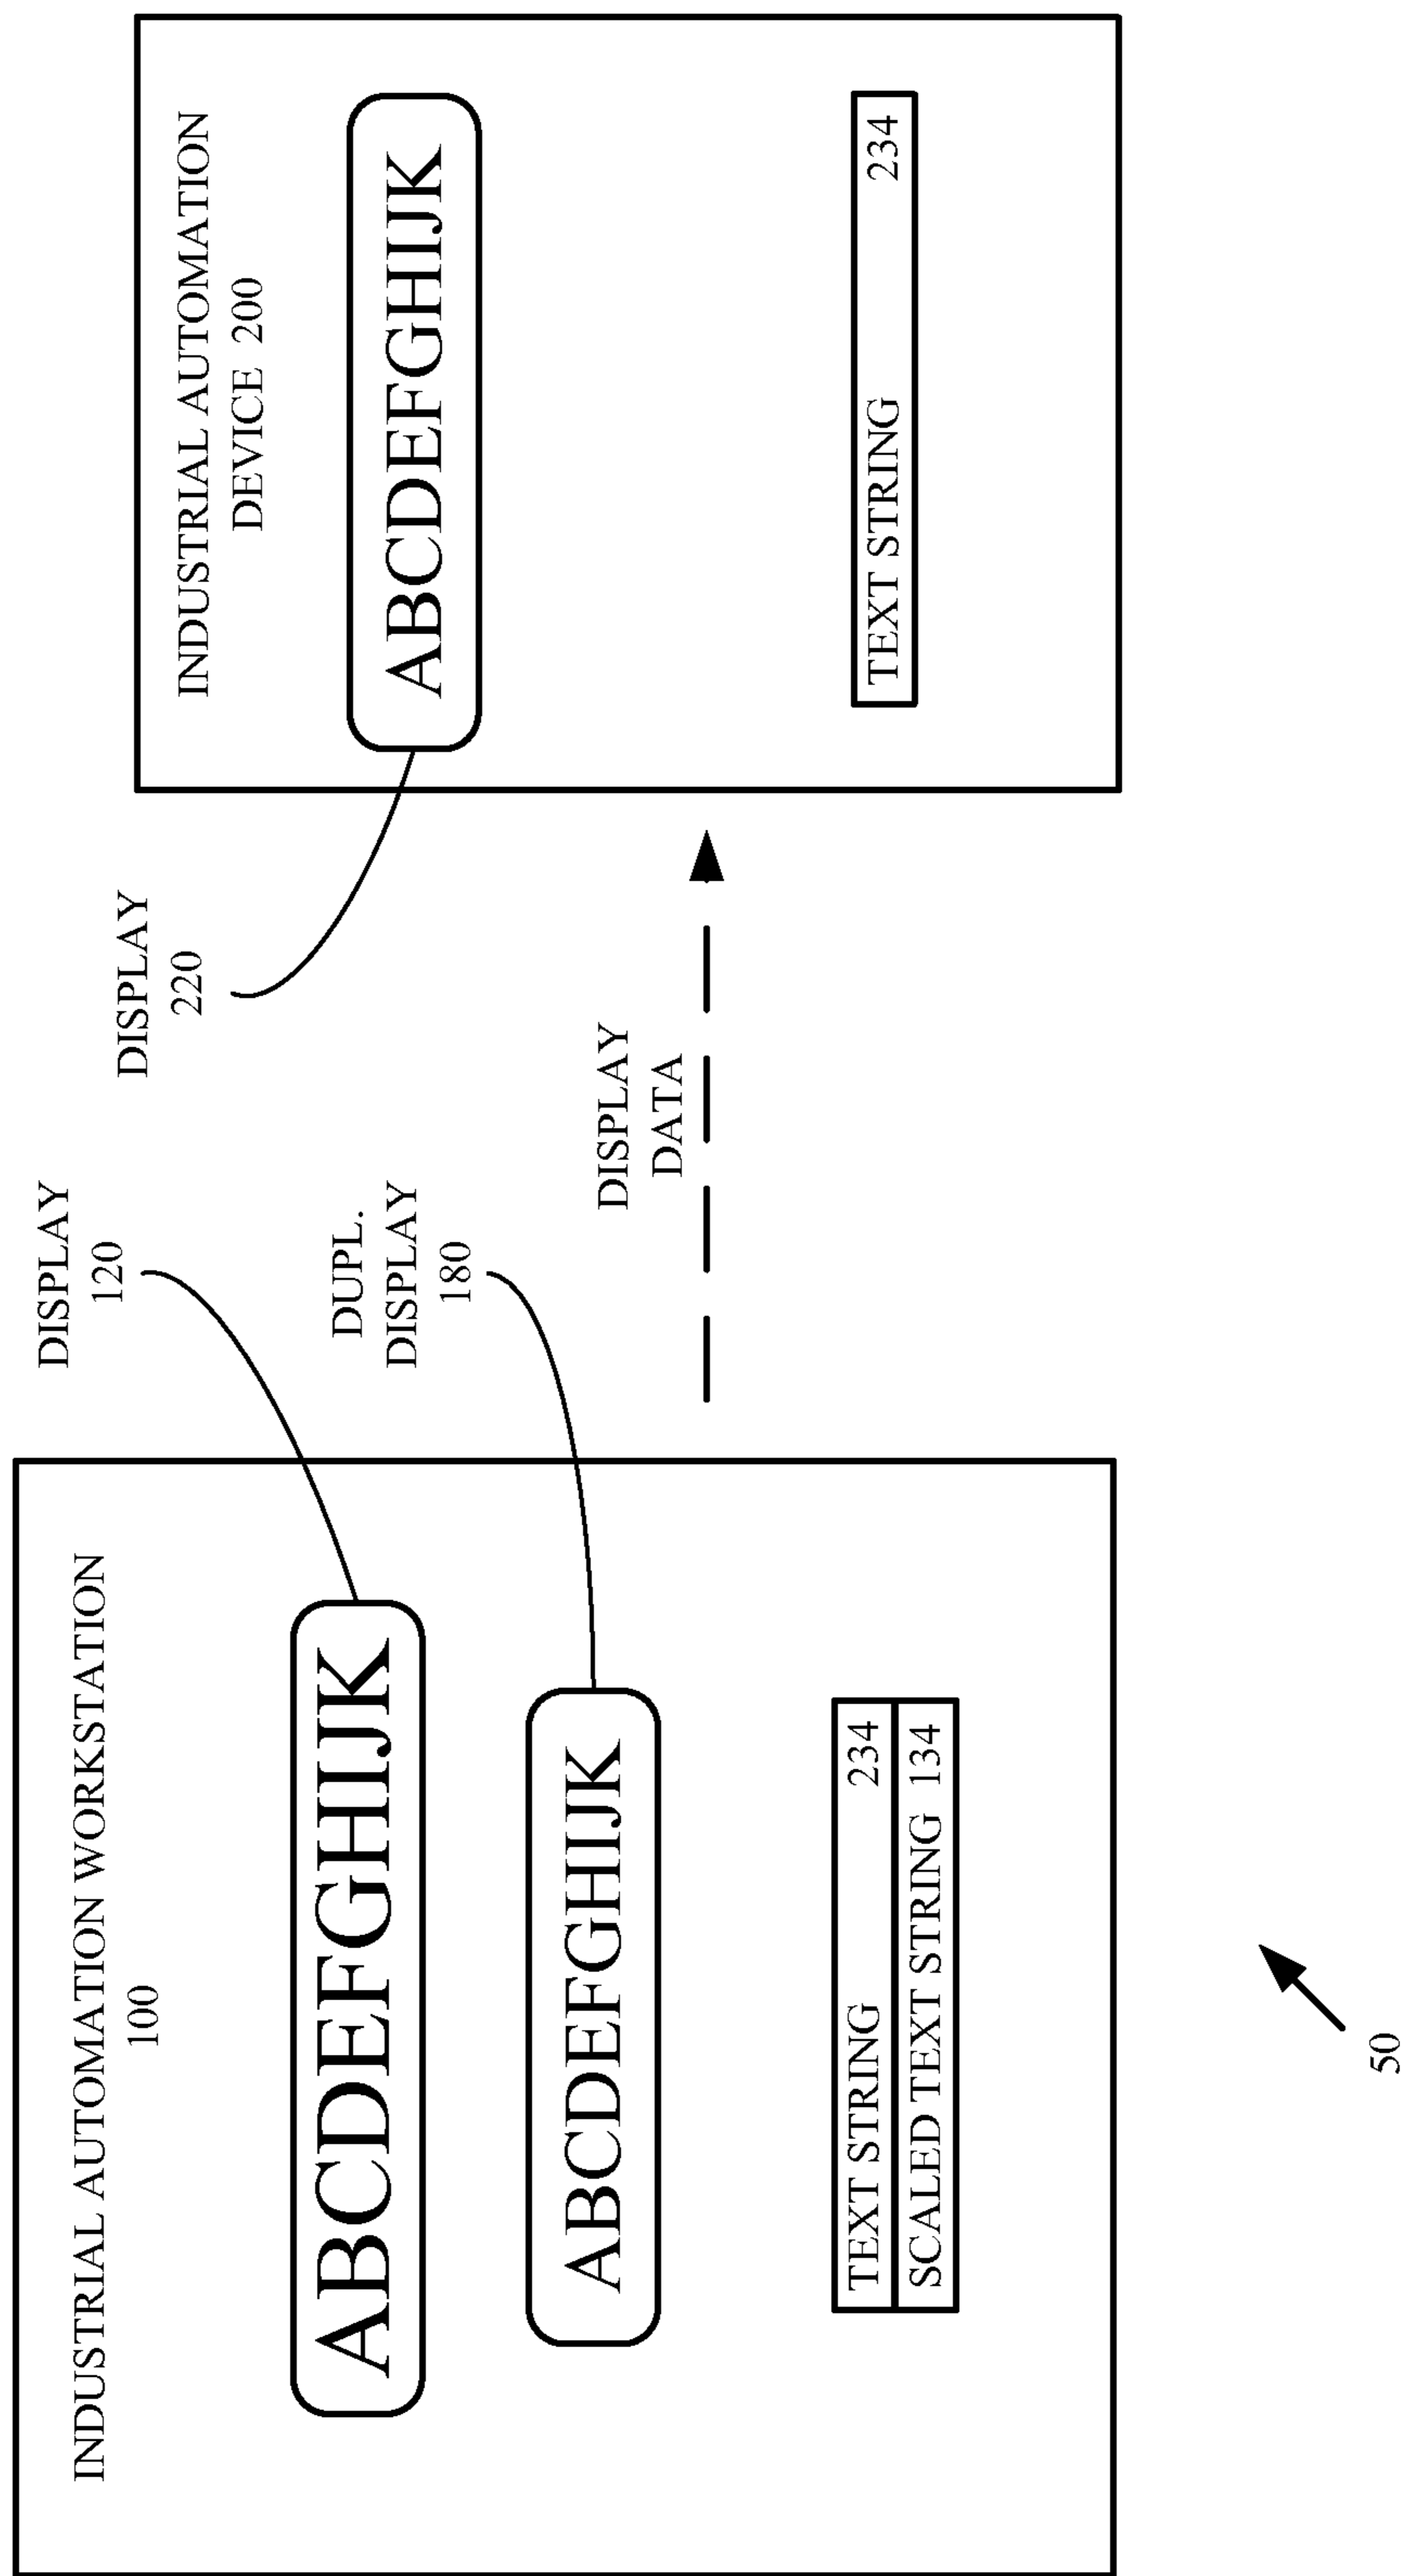 INDUSTRIAL AUTOMATION WORKSTATION
100
DISPLAY
120
ABCDEFGHIJK
DUPL.
DISPLAY
180
ABCDEFGHIJK
TEXT STRING 234
SCALED TEXT STRING 134
DISPLAY
DATA
DISPLAY
220
INDUSTRIAL AUTOMATION
DEVICE 200
ABCDEFGHIJK
TEXT STRING 234
50